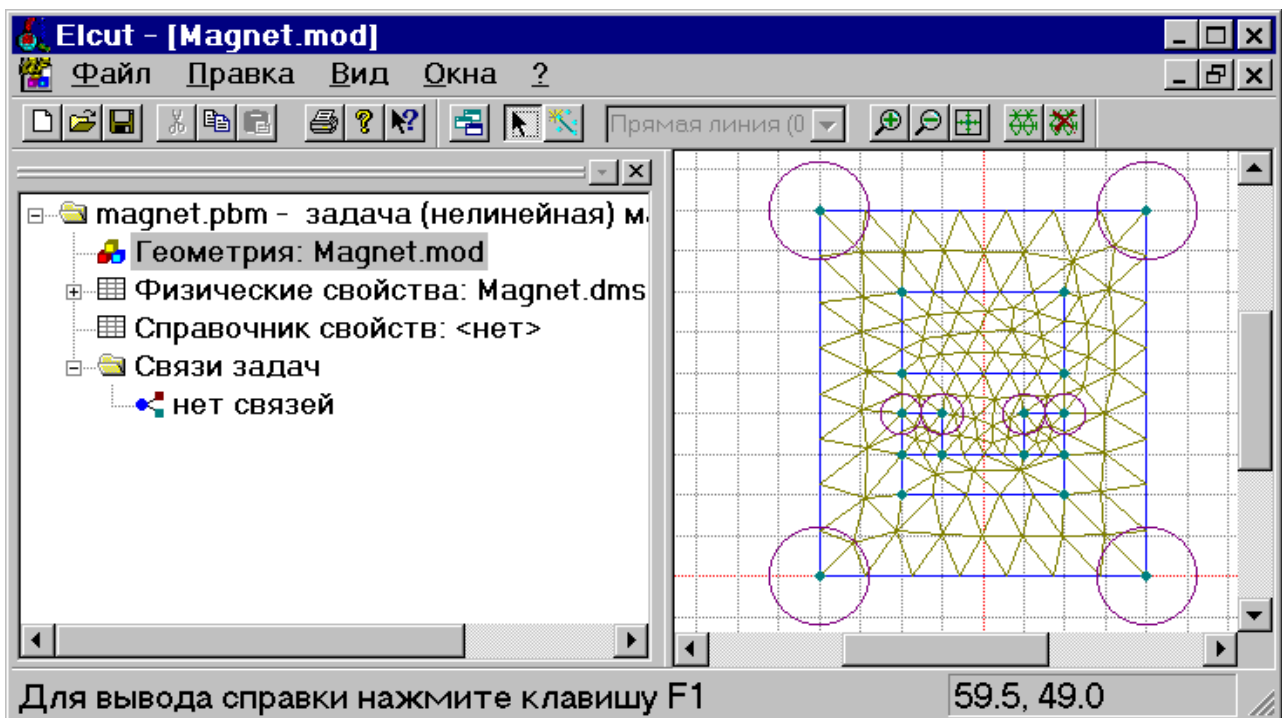 Elcut - [Magnet.mod]
Файл Правка Вид Окна ?
Прямая линия (0
magnet.pbm - задача (нелинейная) м
Геометрия: Magnet.mod
Физические свойства: Magnet.dms
Справочник свойств: <нет>
Связи задач
нет связей
Для вывода справки нажмите клавишу F1
59.5, 49.0